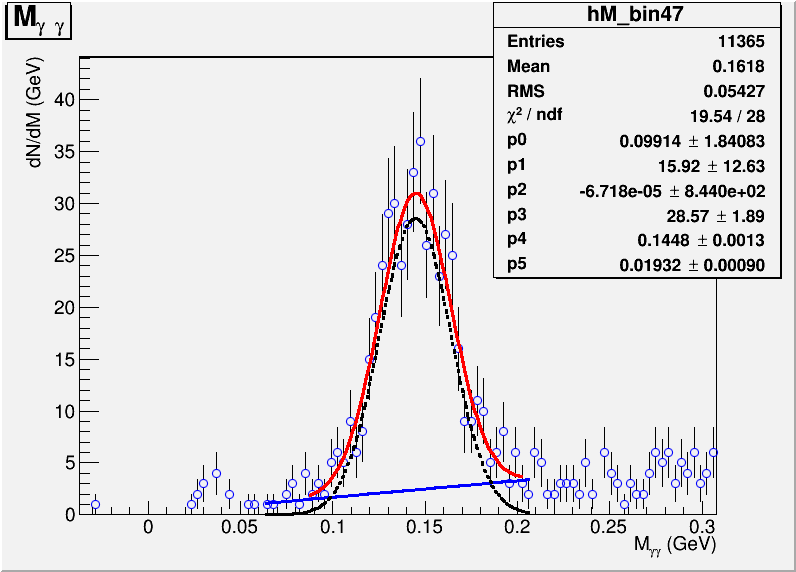 M γ γ
hM_bin47
Entries 11365
Mean 0.1618
RMS 0.05427
χ² / ndf 19.54 / 28
p0 0.09914 ± 1.84083
p1 15.92 ± 12.63
p2 -6.718e-05 ± 8.440e+02
p3 28.57 ± 1.89
p4 0.1448 ± 0.0013
p5 0.01932 ± 0.00090
dN/dM (GeV)
40
35
30
25
20
15
10
5
0
0 0.05 0.1 0.15 0.2 0.25 0.3
Mγγ (GeV)